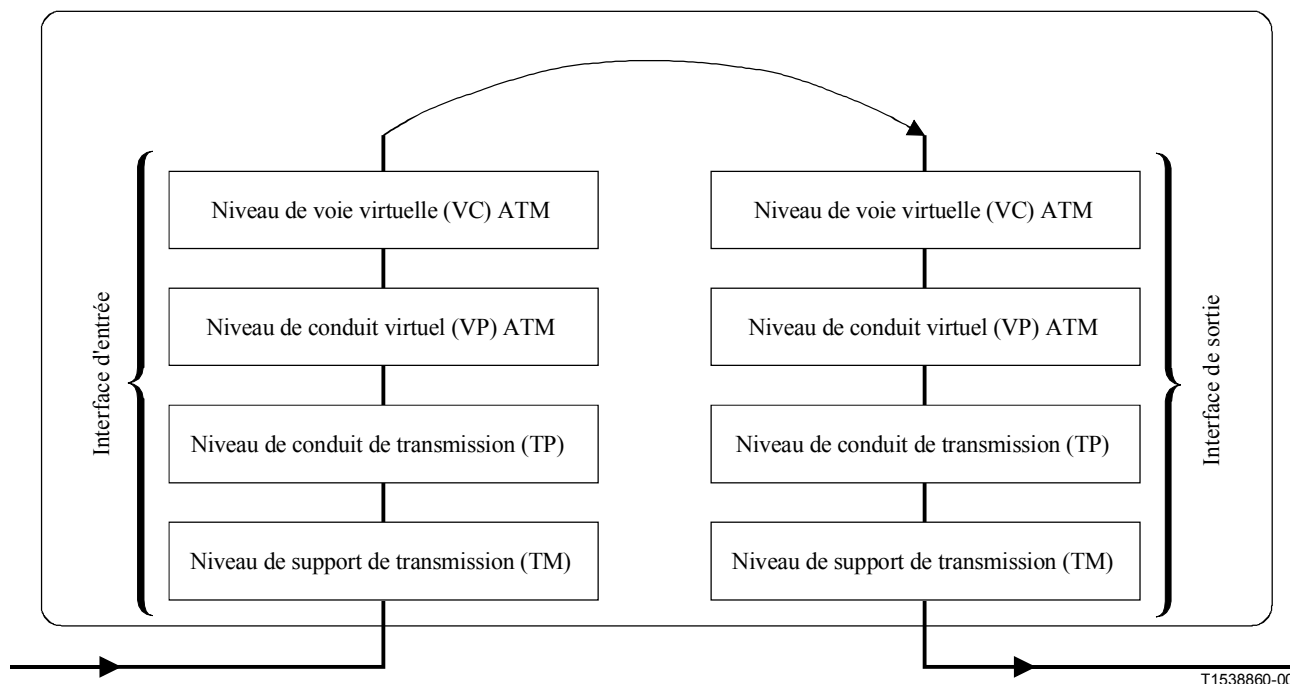 Interface d'entrée
Niveau de voie virtuelle (VC) ATM
Niveau de conduit virtuel (VP) ATM
Niveau de conduit de transmission (TP)
Niveau de support de transmission (TM)
Niveau de voie virtuelle (VC) ATM
Niveau de conduit virtuel (VP) ATM
Niveau de conduit de transmission (TP)
Niveau de support de transmission (TM)
Interface de sortie
T1538860-00